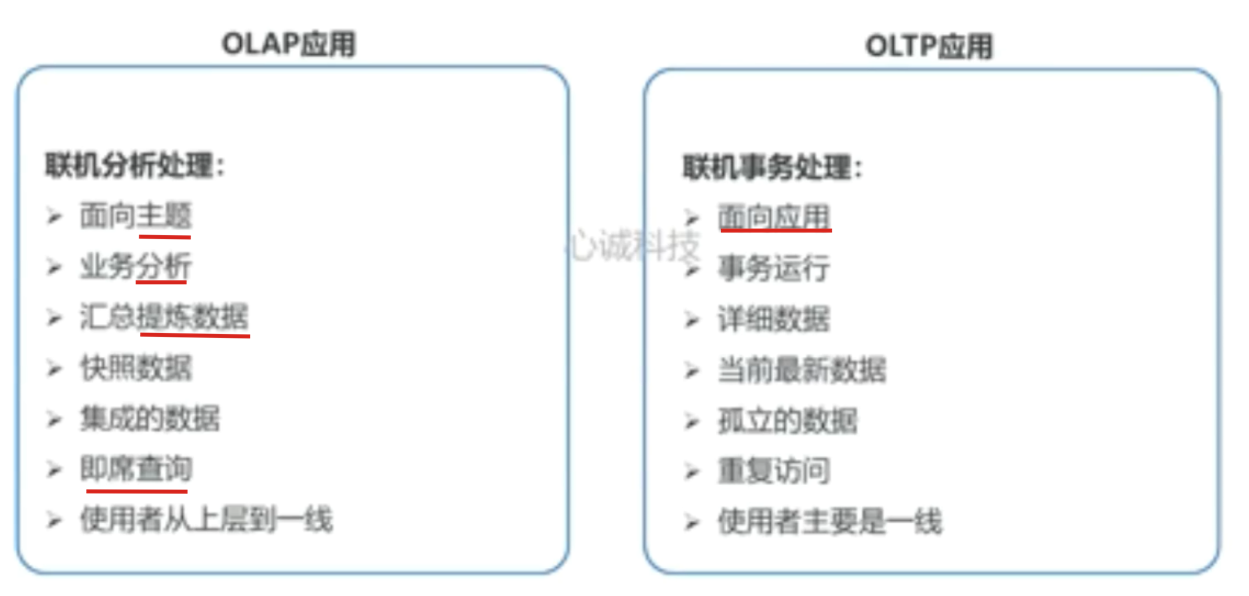 OLAP应用
联机分析处理：
➢ 面向主题
➢ 业务分析
➢ 汇总提炼数据
➢ 快照数据
➢ 集成的数据
➢ 即席查询
➢ 使用者从上层到一线
OLTP应用
联机事务处理：
➢ 面向应用
➢ 事务运行
➢ 详细数据
➢ 当前最新数据
➢ 孤立的数据
➢ 重复访问
➢ 使用者主要是一线
心诚科技